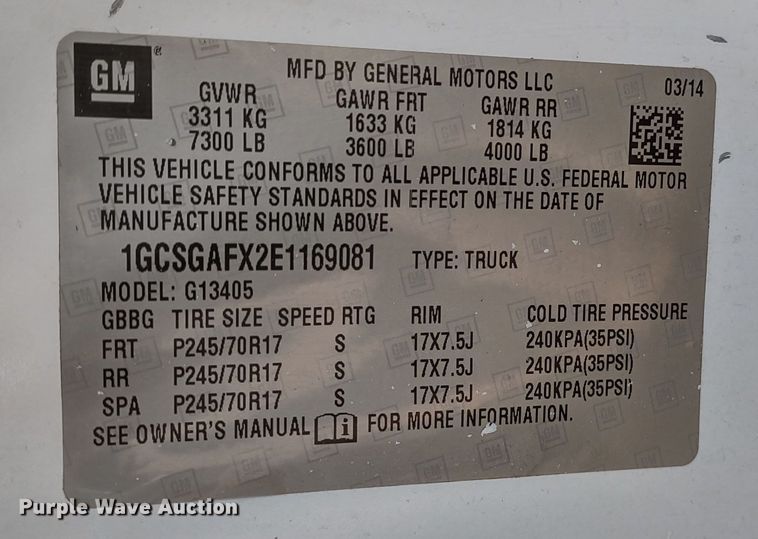 GM ®
MFD BY GENERAL MOTORS LLC 03/14
GVWR GAWR FRT GAWR RR
3311 KG 1633 KG 1814 KG
7300 LB 3600 LB 4000 LB
THIS VEHICLE CONFORMS TO ALL APPLICABLE U.S. FEDERAL MOTOR
VEHICLE SAFETY STANDARDS IN EFFECT ON THE DATE OF
MANUFACTURE SHOWN ABOVE.
1GCSGAFX2E1169081 TYPE: TRUCK
MODEL: G13405
GBBG TIRE SIZE SPEED RTG RIM COLD TIRE PRESSURE
FRT P245/70R17 S 17X7.5J 240KPA(35PSI)
RR P245/70R17 S 17X7.5J 240KPA(35PSI)
SPA P245/70R17 S 17X7.5J 240KPA(35PSI)
SEE OWNER'S MANUAL i FOR MORE INFORMATION.
Purple Wave Auction